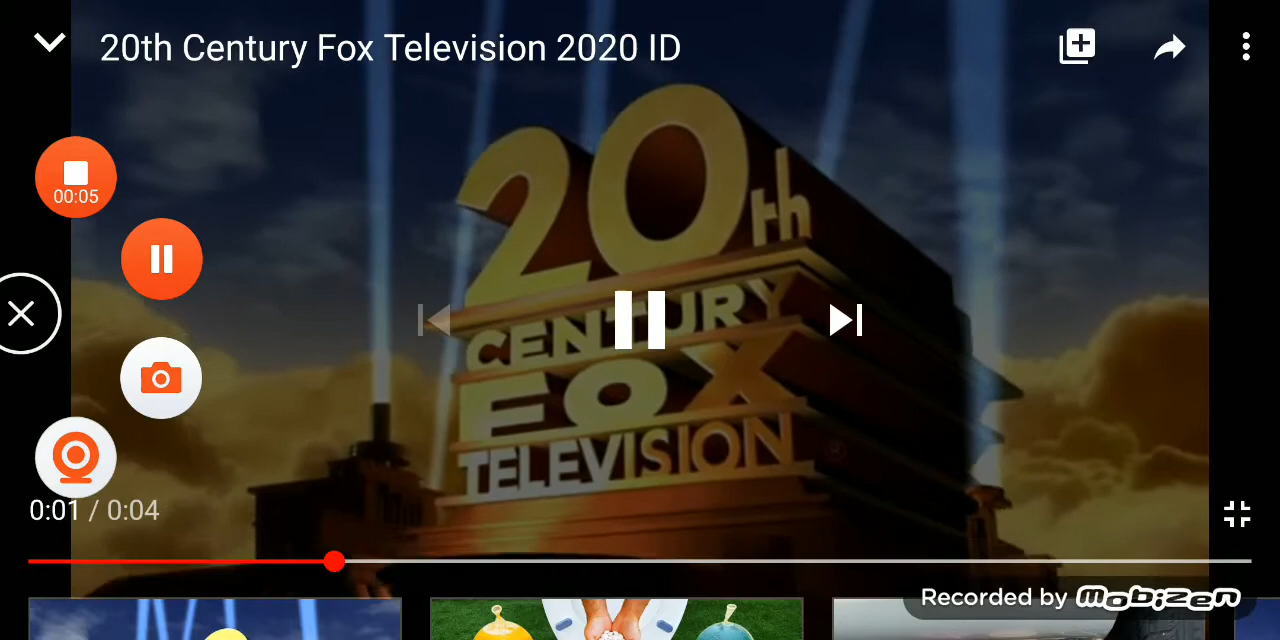 20th Century Fox Television 2020 ID
00:05
20th
CENTURY
FOX
TELEVISION
0:01 / 0:04
Recorded by mobizen